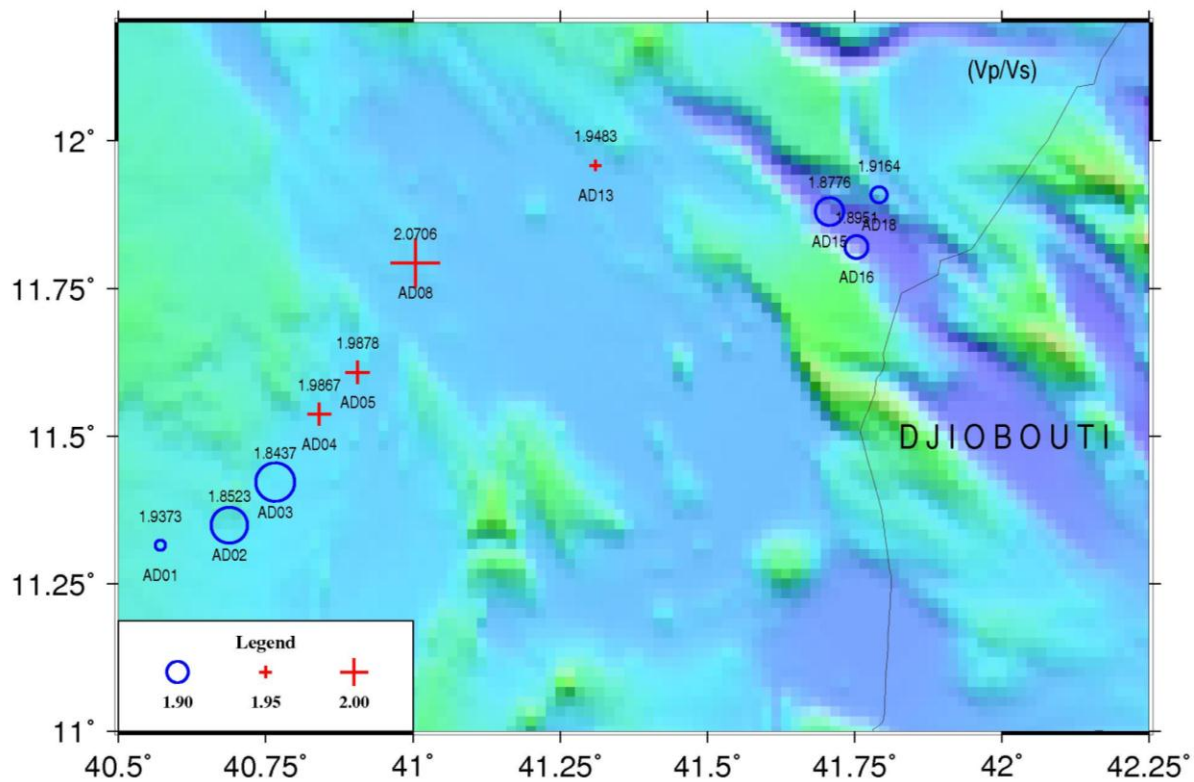 (Vp/Vs)
12°
1.9483
AD13
1.9164
1.8776
1.8951
AD18
AD15
AD16
2.0706
AD08
11.75°
1.9878
AD05
1.9867
AD04
11.5°
DJIOBOUTI
1.8437
AD03
1.8523
AD02
1.9373
AD01
11.25°
Legend
1.90 1.95 2.00
11°
40.5° 40.75° 41° 41.25° 41.5° 41.75° 42° 42.25°